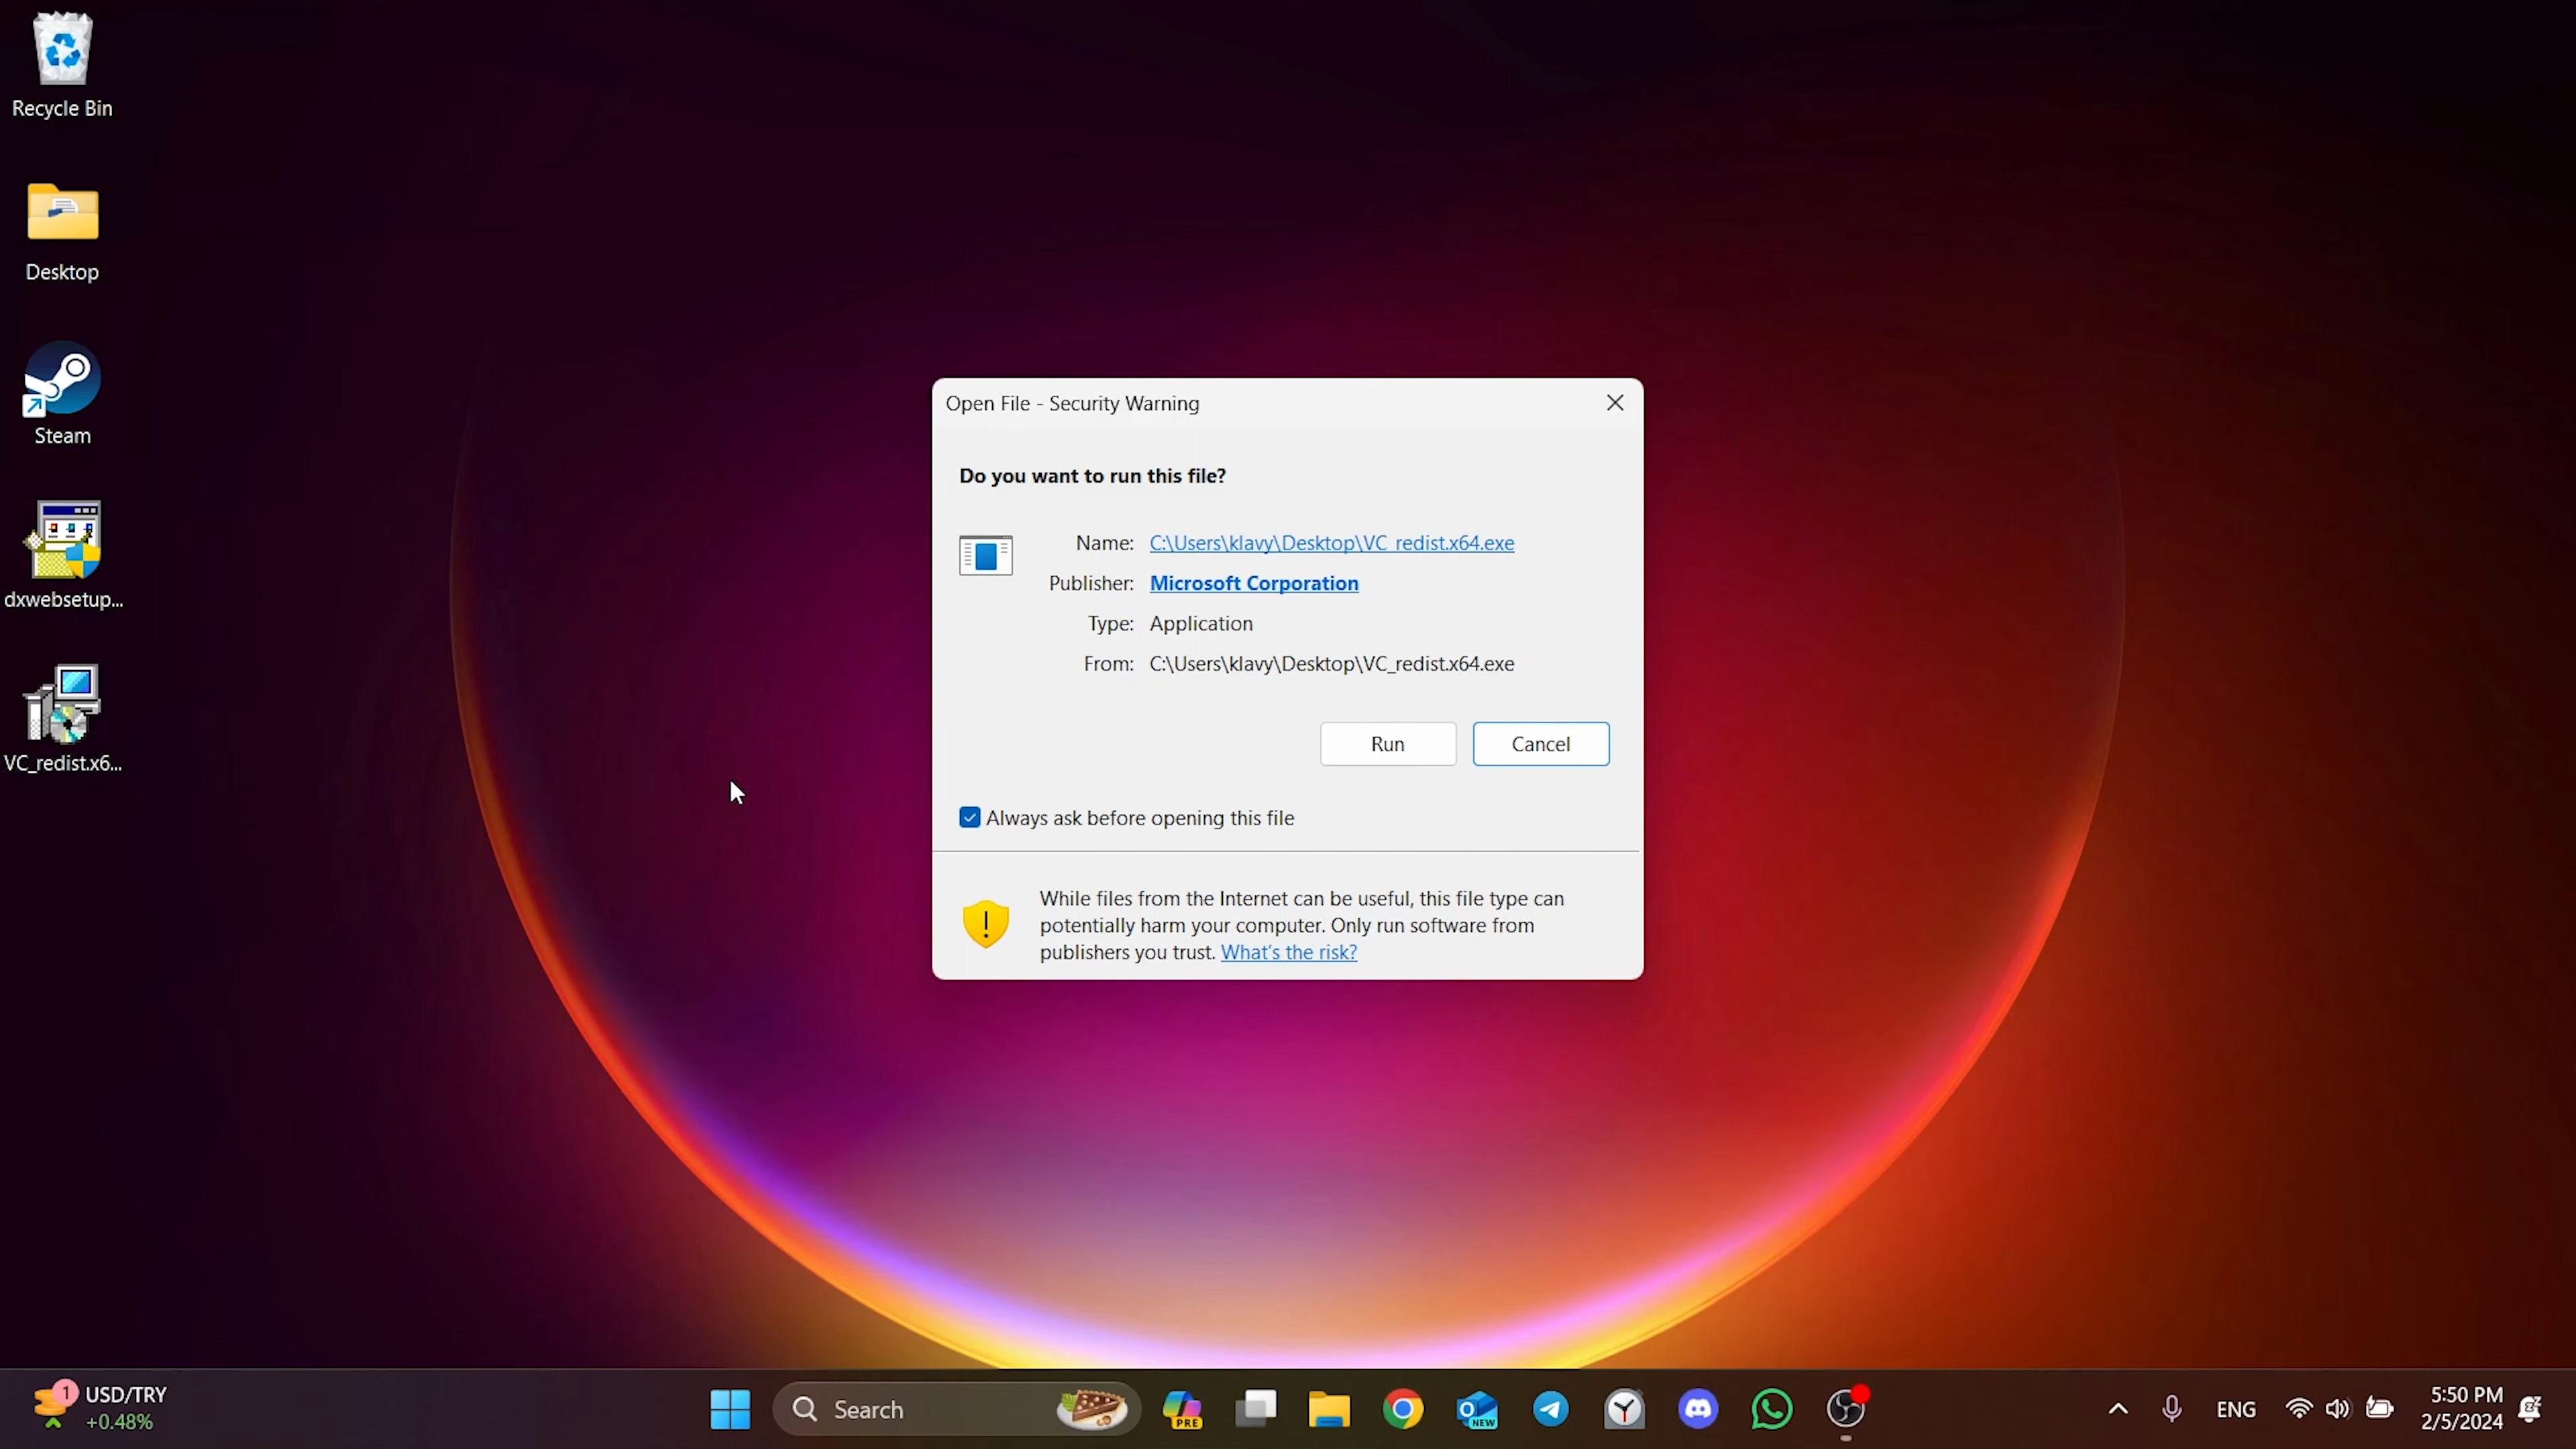 Recycle Bin
Desktop
Steam
dxwebsetup...
VC_redist.x6...
Open File - Security Warning
Do you want to run this file?
Name: C:\Users\klavy\Desktop\VC_redist.x64.exe
Publisher: Microsoft Corporation
Type: Application
From: C:\Users\klavy\Desktop\VC_redist.x64.exe
Run
Cancel
Always ask before opening this file
While files from the Internet can be useful, this file type can
potentially harm your computer. Only run software from
publishers you trust. What's the risk?
1
USD/TRY
+0.48%
Search
PRE
NEW
ENG
5:50 PM
2/5/2024